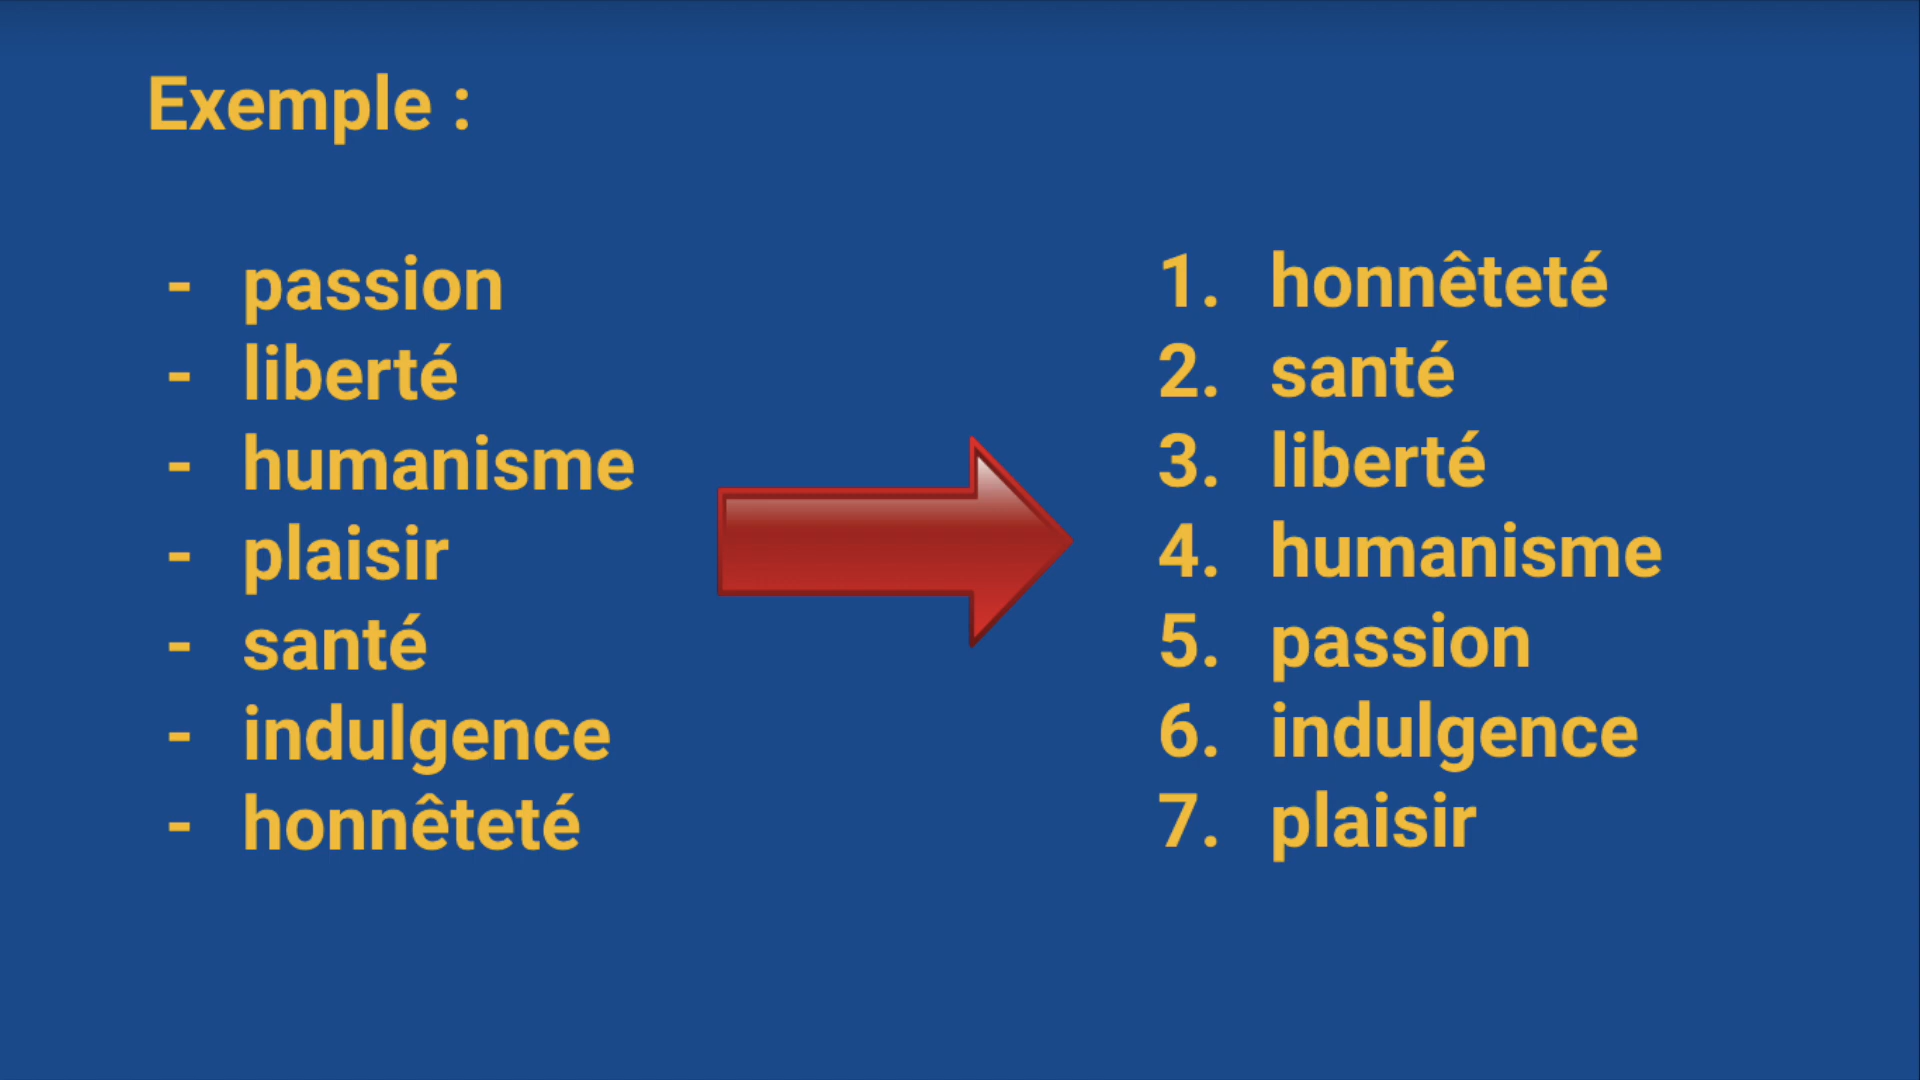 Exemple :
- passion
- liberté
- humanisme
- plaisir
- santé
- indulgence
- honnêteté
1. honnêteté
2. santé
3. liberté
4. humanisme
5. passion
6. indulgence
7. plaisir